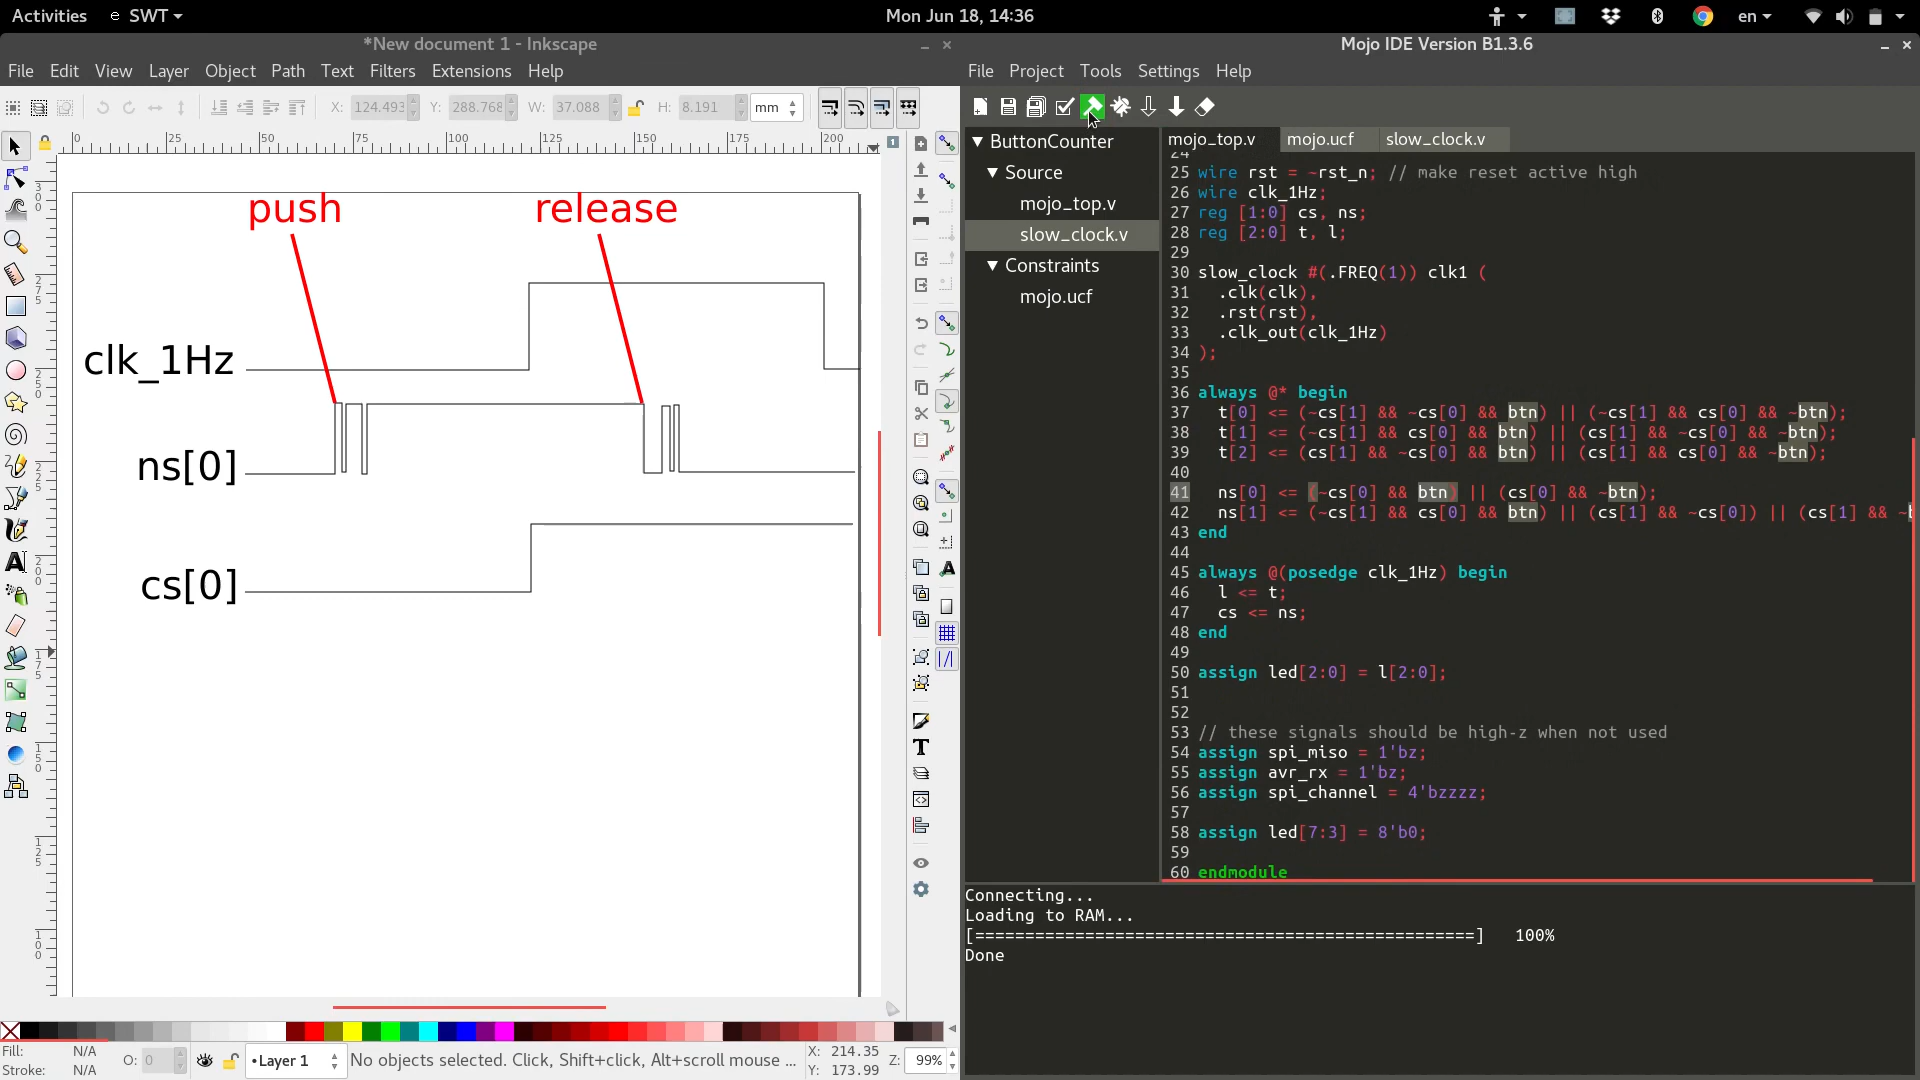 Activities
SWT
Mon Jun 18, 14:36
en
*New document 1 - Inkscape
File Edit View Layer Object Path Text Filters Extensions Help
X: 124.493 Y: 288.768 W: 37.088 H: 8.191 mm
0 25 50 75 100 125 150 175 200
push
release
clk_1Hz
ns[0]
cs[0]
Fill: N/A
Stroke: N/A
O: 0
•Layer 1
No objects selected. Click, Shift+click, Alt+scroll mouse ...
X: 214.35
Y: 173.99
Z: 99%
Mojo IDE Version B1.3.6
File Project Tools Settings Help
ButtonCounter
Source
mojo_top.v
slow_clock.v
Constraints
mojo.ucf
mojo_top.v mojo.ucf slow_clock.v
24
25 wire rst = ~rst_n; // make reset active high
26 wire clk_1Hz;
27 reg [1:0] cs, ns;
28 reg [2:0] t, l;
29
30 slow_clock #(.FREQ(1)) clk1 (
31 .clk(clk),
32 .rst(rst),
33 .clk_out(clk_1Hz)
34 );
35
36 always @* begin
37 t[0] <= (~cs[1] && ~cs[0] && btn) || (~cs[1] && cs[0] && ~btn);
38 t[1] <= (~cs[1] && cs[0] && btn) || (cs[1] && ~cs[0] && ~btn);
39 t[2] <= (cs[1] && ~cs[0] && btn) || (cs[1] && cs[0] && ~btn);
40
41 ns[0] <= (~cs[0] && btn) || (cs[0] && ~btn);
42 ns[1] <= (~cs[1] && cs[0] && btn) || (cs[1] && ~cs[0]) || (cs[1] && ~
43 end
44
45 always @(posedge clk_1Hz) begin
46 l <= t;
47 cs <= ns;
48 end
49
50 assign led[2:0] = l[2:0];
51
52
53 // these signals should be high-z when not used
54 assign spi_miso = 1'bz;
55 assign avr_rx = 1'bz;
56 assign spi_channel = 4'bzzzz;
57
58 assign led[7:3] = 8'b0;
59
60 endmodule
Connecting...
Loading to RAM...
[==================================================] 100%
Done